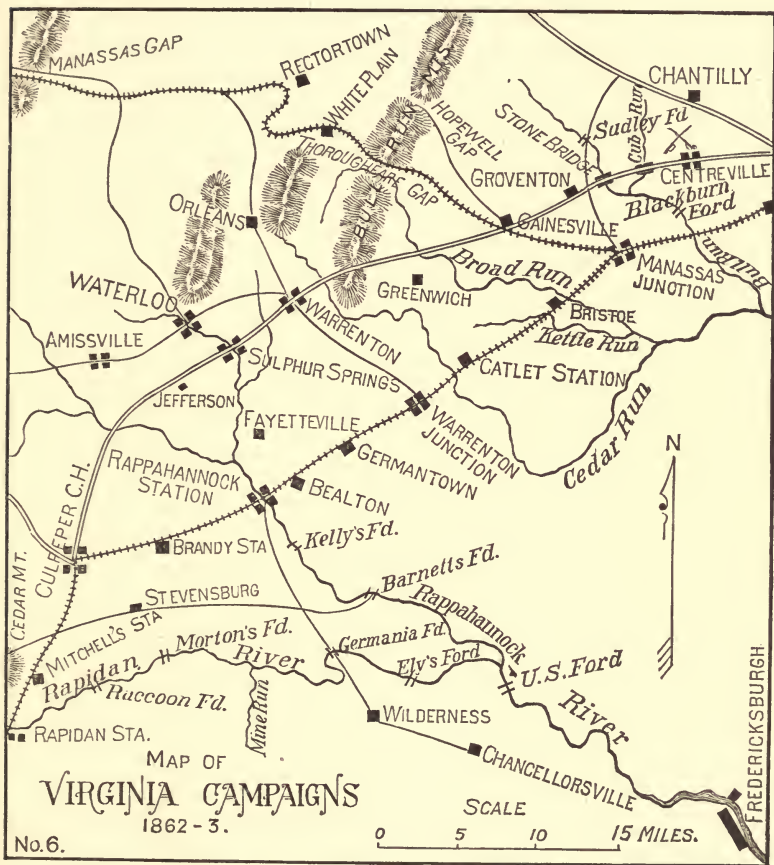 MANASSAS GAP
RECTORTOWN
WHITE PLAIN
BULL RUN MTS
THOROUGHFARE GAP
HOPEWELL GAP
CHANTILLY
STONE BRIDGE
Sudley Fd
Cub Run
CENTREVILLE
GROVENTON
Blackburn Ford
ORLEANS
GAINESVILLE
Bull Run
Broad Run
MANASSAS JUNCTION
GREENWICH
WATERLOO
WARRENTON
BRISTOE
Kettle Run
AMISSVILLE
SULPHUR SPRINGS
CATLET STATION
JEFFERSON
FAYETTEVILLE
WARRENTON JUNCTION
Cedar Run
GERMANTOWN
N
RAPPAHANNOCK STATION
BEALTON
CULPEPER C.H.
BRANDY STA
Kelly's Fd.
CEDAR MT.
Barnetts Fd.
STEVENSBURG
Rappahannock River
MITCHELL'S STA
Morton's Fd.
Germania Fd.
Rapidan River
Ely's Ford
U.S. Ford
Raccoon Fd.
Mine Run
WILDERNESS
RAPIDAN STA.
CHANCELLORSVILLE
FREDERICKSBURGH.
MAP OF
VIRGINIA CAMPAIGNS
1862-3.
SCALE
0 5 10 15 MILES.
No.6.